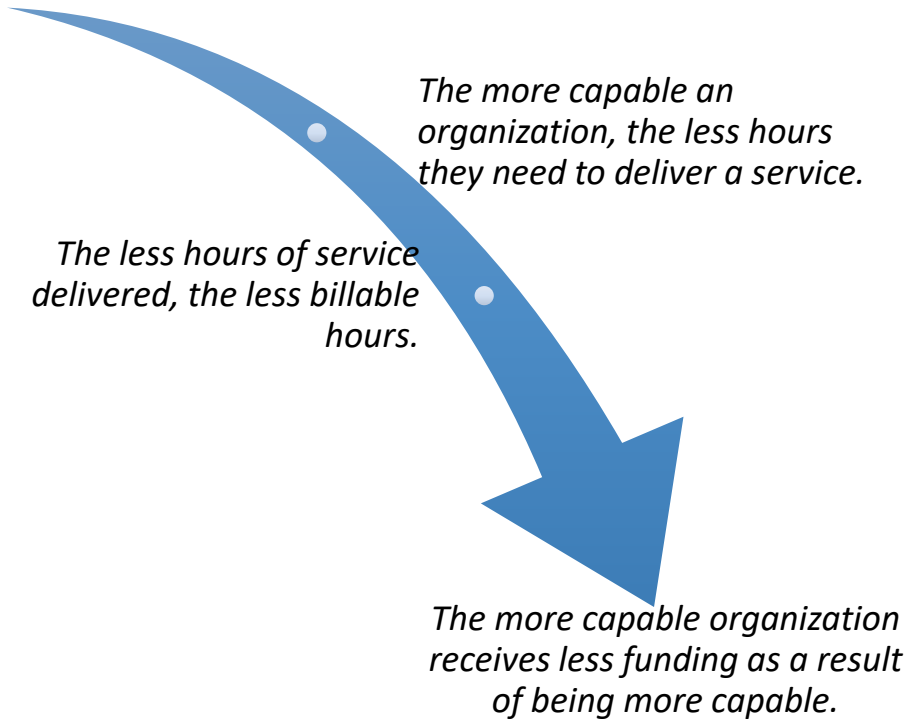 The more capable an
organization, the less hours
they need to deliver a service.
The less hours of service
delivered, the less billable
hours.
The more capable organization
receives less funding as a result
of being more capable.